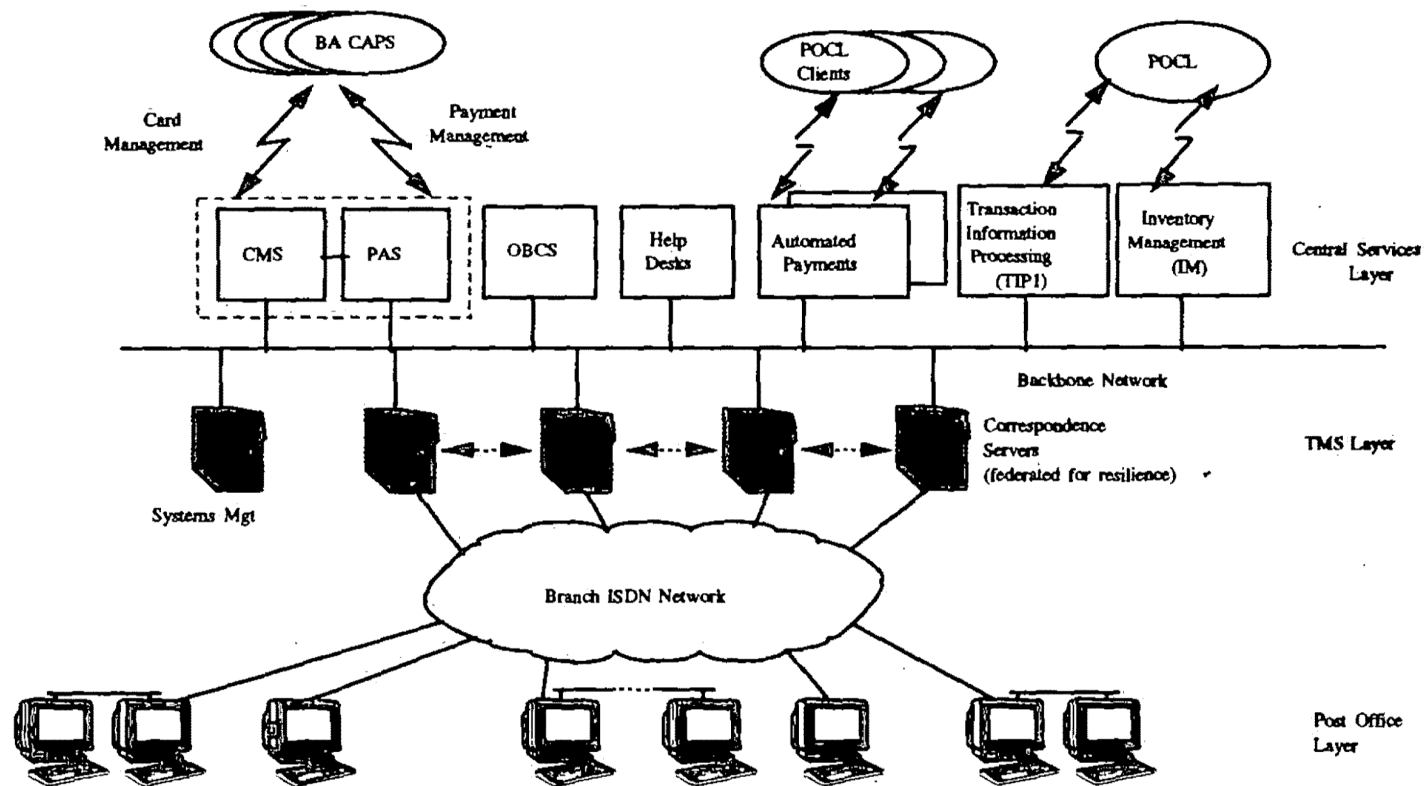 BA CAPS
POCL
Clients
POCL
Card
Management
Payment
Management
CMS
PAS
OBCS
Help
Desks
Automated
Payments
Transaction
Information
Processing
(TIP1)
Inventory
Management
(IM)
Central Services
Layer
Backbone Network
Correspondence
Servers
(federated for resilience)
TMS Layer
Systems Mgt
Branch ISDN Network
Post Office
Layer